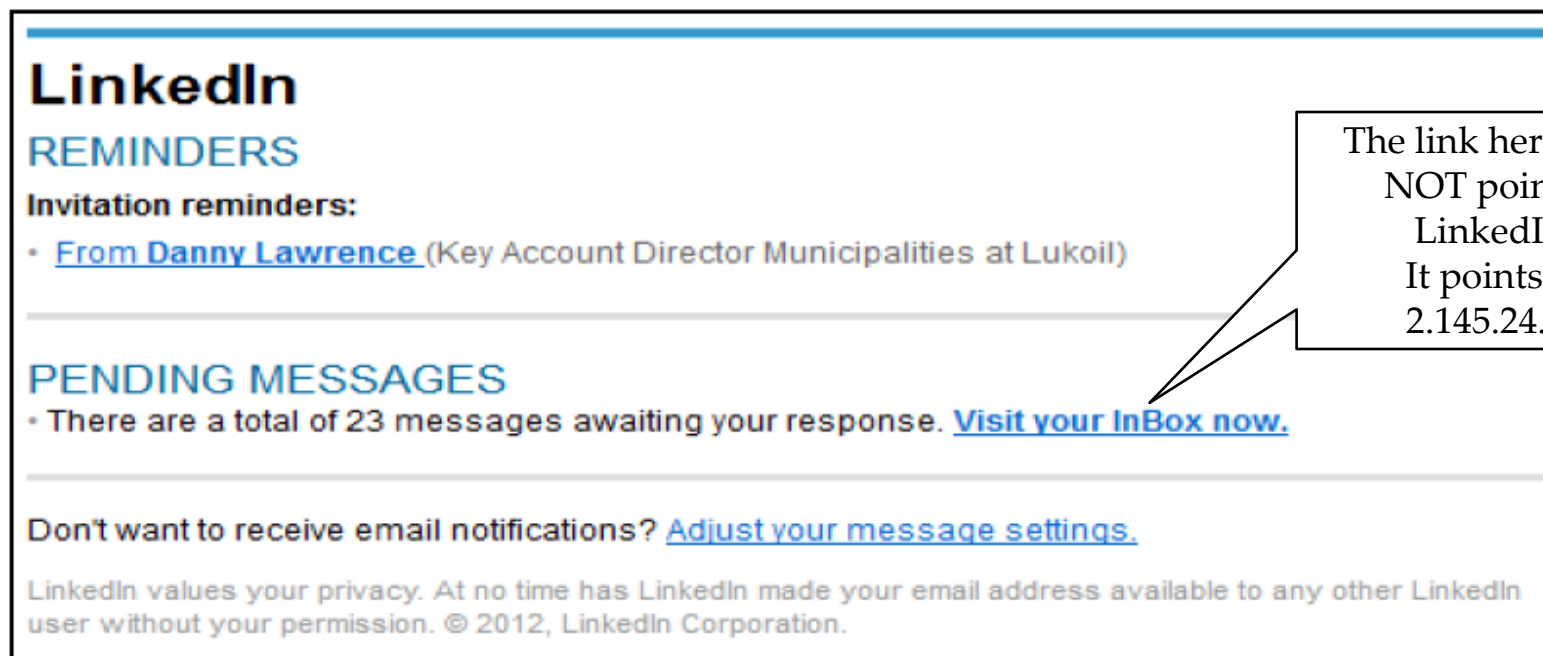 LinkedIn
REMINDERS
Invitation reminders:
• From Danny Lawrence (Key Account Director Municipalities at Lukoil)
PENDING MESSAGES
• There are a total of 23 messages awaiting your response. Visit your InBox now.
Don't want to receive email notifications? Adjust your message settings.
LinkedIn values your privacy. At no time has LinkedIn made your email address available to any other LinkedIn
user without your permission. © 2012, LinkedIn Corporation.
The link
NOT
It points
2.145.24.